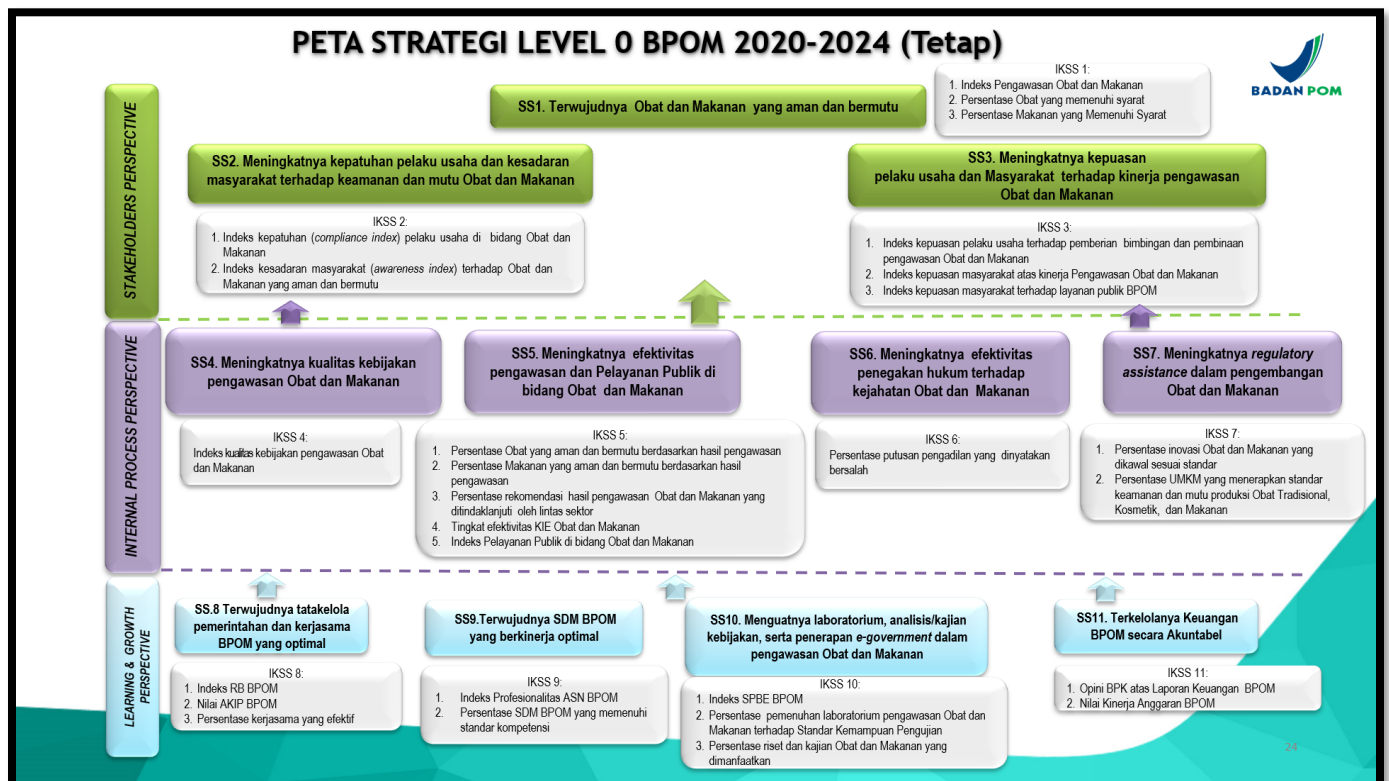 PETA STRATEGI LEVEL 0 BPOM 2020-2024 (Tetap)
BADAN POM
STAKEHOLDERS PERSPECTIVE
SS1. Terwujudnya Obat dan Makanan yang aman dan bermutu
IKSS 1:
1. Indeks Pengawasan Obat dan Makanan
2. Persentase Obat yang memenuhi syarat
3. Persentase Makanan yang Memenuhi Syarat
SS2. Meningkatnya kepatuhan pelaku usaha dan kesadaran
masyarakat terhadap keamanan dan mutu Obat dan Makanan
IKSS 2:
1. Indeks kepatuhan (compliance index) pelaku usaha di bidang Obat dan
Makanan
2. Indeks kesadaran masyarakat (awareness index) terhadap Obat dan
Makanan yang aman dan bermutu
SS3. Meningkatnya kepuasan
pelaku usaha dan Masyarakat terhadap kinerja pengawasan
Obat dan Makanan
IKSS 3:
1. Indeks kepuasan pelaku usaha terhadap pemberian bimbingan dan pembinaan
pengawasan Obat dan Makanan
2. Indeks kepuasan masyarakat atas kinerja Pengawasan Obat dan Makanan
3. Indeks kepuasan masyarakat terhadap layanan publik BPOM
INTERNAL PROCESS PERSPECTIVE
SS4. Meningkatnya kualitas kebijakan
pengawasan Obat dan Makanan
IKSS 4:
Indeks kualitas kebijakan pengawasan Obat
dan Makanan
SS5. Meningkatnya efektivitas
pengawasan dan Pelayanan Publik di
bidang Obat dan Makanan
IKSS 5:
1. Persentase Obat yang aman dan bermutu berdasarkan hasil pengawasan
2. Persentase Makanan yang aman dan bermutu berdasarkan hasil
pengawasan
3. Persentase rekomendasi hasil pengawasan Obat dan Makanan yang
ditindaklanjuti oleh lintas sektor
4. Tingkat efektivitas KIE Obat dan Makanan
5. Indeks Pelayanan Publik di bidang Obat dan Makanan
SS6. Meningkatnya efektivitas
penegakan hukum terhadap
kejahatan Obat dan Makanan
IKSS 6:
Persentase putusan pengadilan yang dinyatakan
bersalah
SS7. Meningkatnya regulatory
assistance dalam pengembangan
Obat dan Makanan
IKSS 7:
1. Persentase inovasi Obat dan Makanan yang
dikawal sesuai standar
2. Persentase UMKM yang menerapkan standar
keamanan dan mutu produksi Obat Tradisional,
Kosmetik, dan Makanan
LEARNING & GROWTH
PERSPECTIVE
SS.8 Terwujudnya tatakelola
pemerintahan dan kerjasama
BPOM yang optimal
IKSS 8:
1. Indeks RB BPOM
2. Nilai AKIP BPOM
3. Persentase kerjasama yang efektif
SS9.Terwujudnya SDM BPOM
yang berkinerja optimal
IKSS 9:
1. Indeks Profesionalitas ASN BPOM
2. Persentase SDM BPOM yang memenuhi
standar kompetensi
SS10. Menguatnya laboratorium, analisis/kajian
kebijakan, serta penerapan e-government dalam
pengawasan Obat dan Makanan
IKSS 10:
1. Indeks SPBE BPOM
2. Persentase pemenuhan laboratorium pengawasan Obat dan
Makanan terhadap Standar Kemampuan Pengujian
3. Persentase riset dan kajian Obat dan Makanan yang
dimanfaatkan
SS11. Terkelolanya Keuangan
BPOM secara Akuntabel
IKSS 11:
1. Opini BPK atas Laporan Keuangan BPOM
2. Nilai Kinerja Anggaran BPOM
24